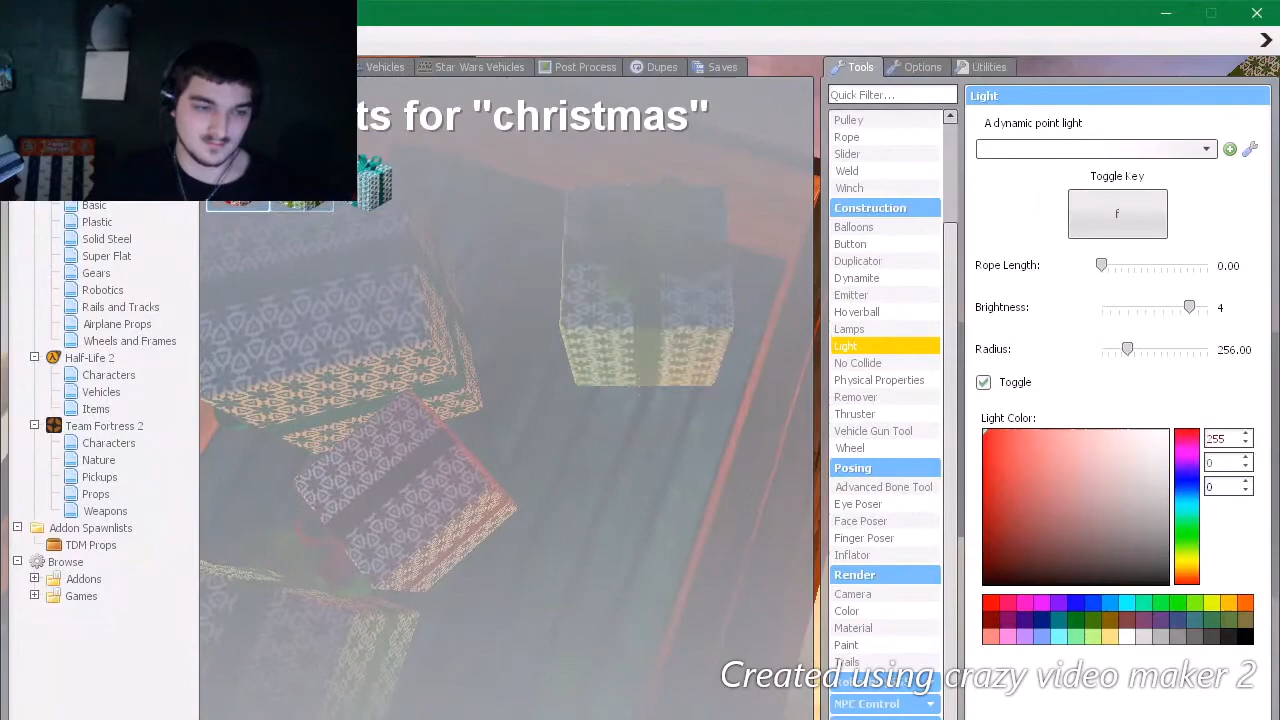 Vehicles
Star Wars Vehicles
Post Process
Dupes
Saves
Tools
Options
Utilities
ts for "christmas"
Basic
Plastic
Solid Steel
Super Flat
Gears
Robotics
Rails and Tracks
Airplane Props
Wheels and Frames
Half-Life 2
Characters
Vehicles
Items
Team Fortress 2
Characters
Nature
Pickups
Props
Weapons
Addon Spawnlists
TDM Props
Browse
Addons
Games
Quick Filter...
Pulley
Rope
Slider
Weld
Winch
Construction
Balloons
Button
Duplicator
Dynamite
Emitter
Hoverball
Lamps
Light
No Collide
Physical Properties
Remover
Thruster
Vehicle Gun Tool
Wheel
Posing
Advanced Bone Tool
Eye Poser
Face Poser
Finger Poser
Inflator
Render
Camera
Color
Material
Paint
Trails
NPC Control
Light
A dynamic point light
Toggle Key
f
Rope Length: 0.00
Brightness: 4
Radius: 256.00
Toggle
Light Color:
255
0
0
Created using crazy video maker 2